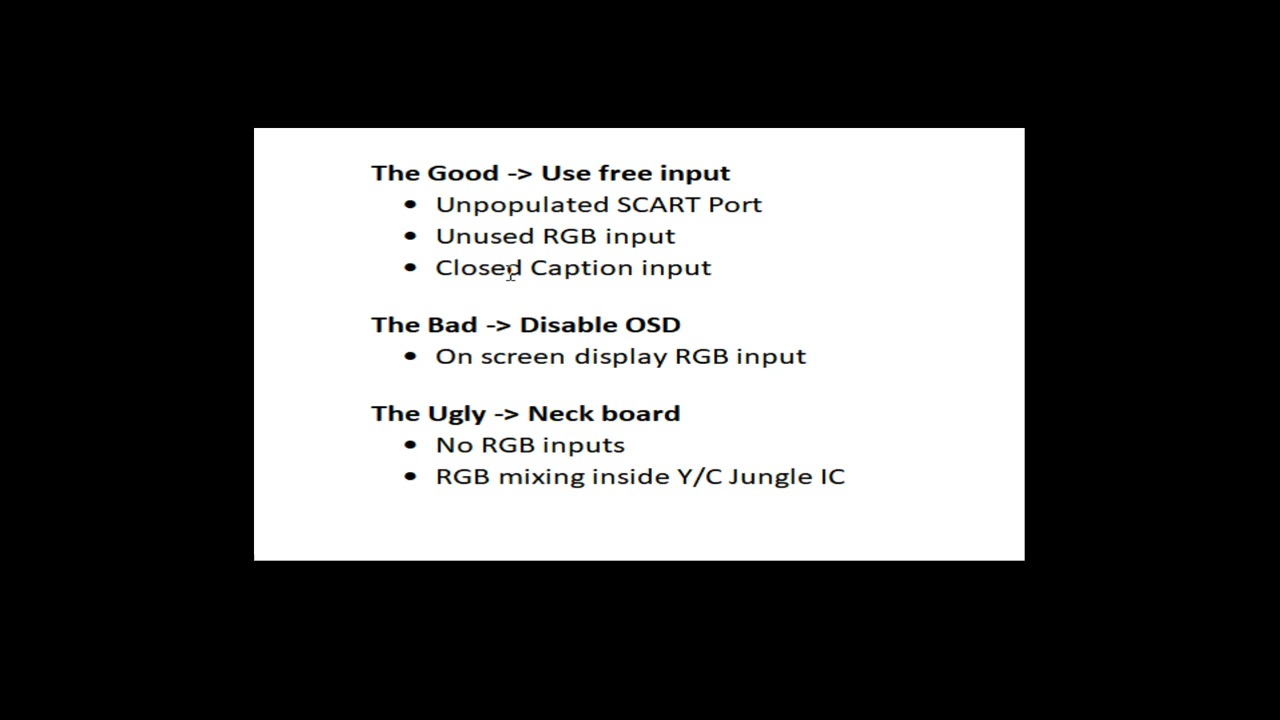 The Good -> Use free input
• Unpopulated SCART Port
• Unused RGB input
• Closed Caption input
The Bad -> Disable OSD
• On screen display RGB input
The Ugly -> Neck board
• No RGB inputs
• RGB mixing inside Y/C Jungle IC